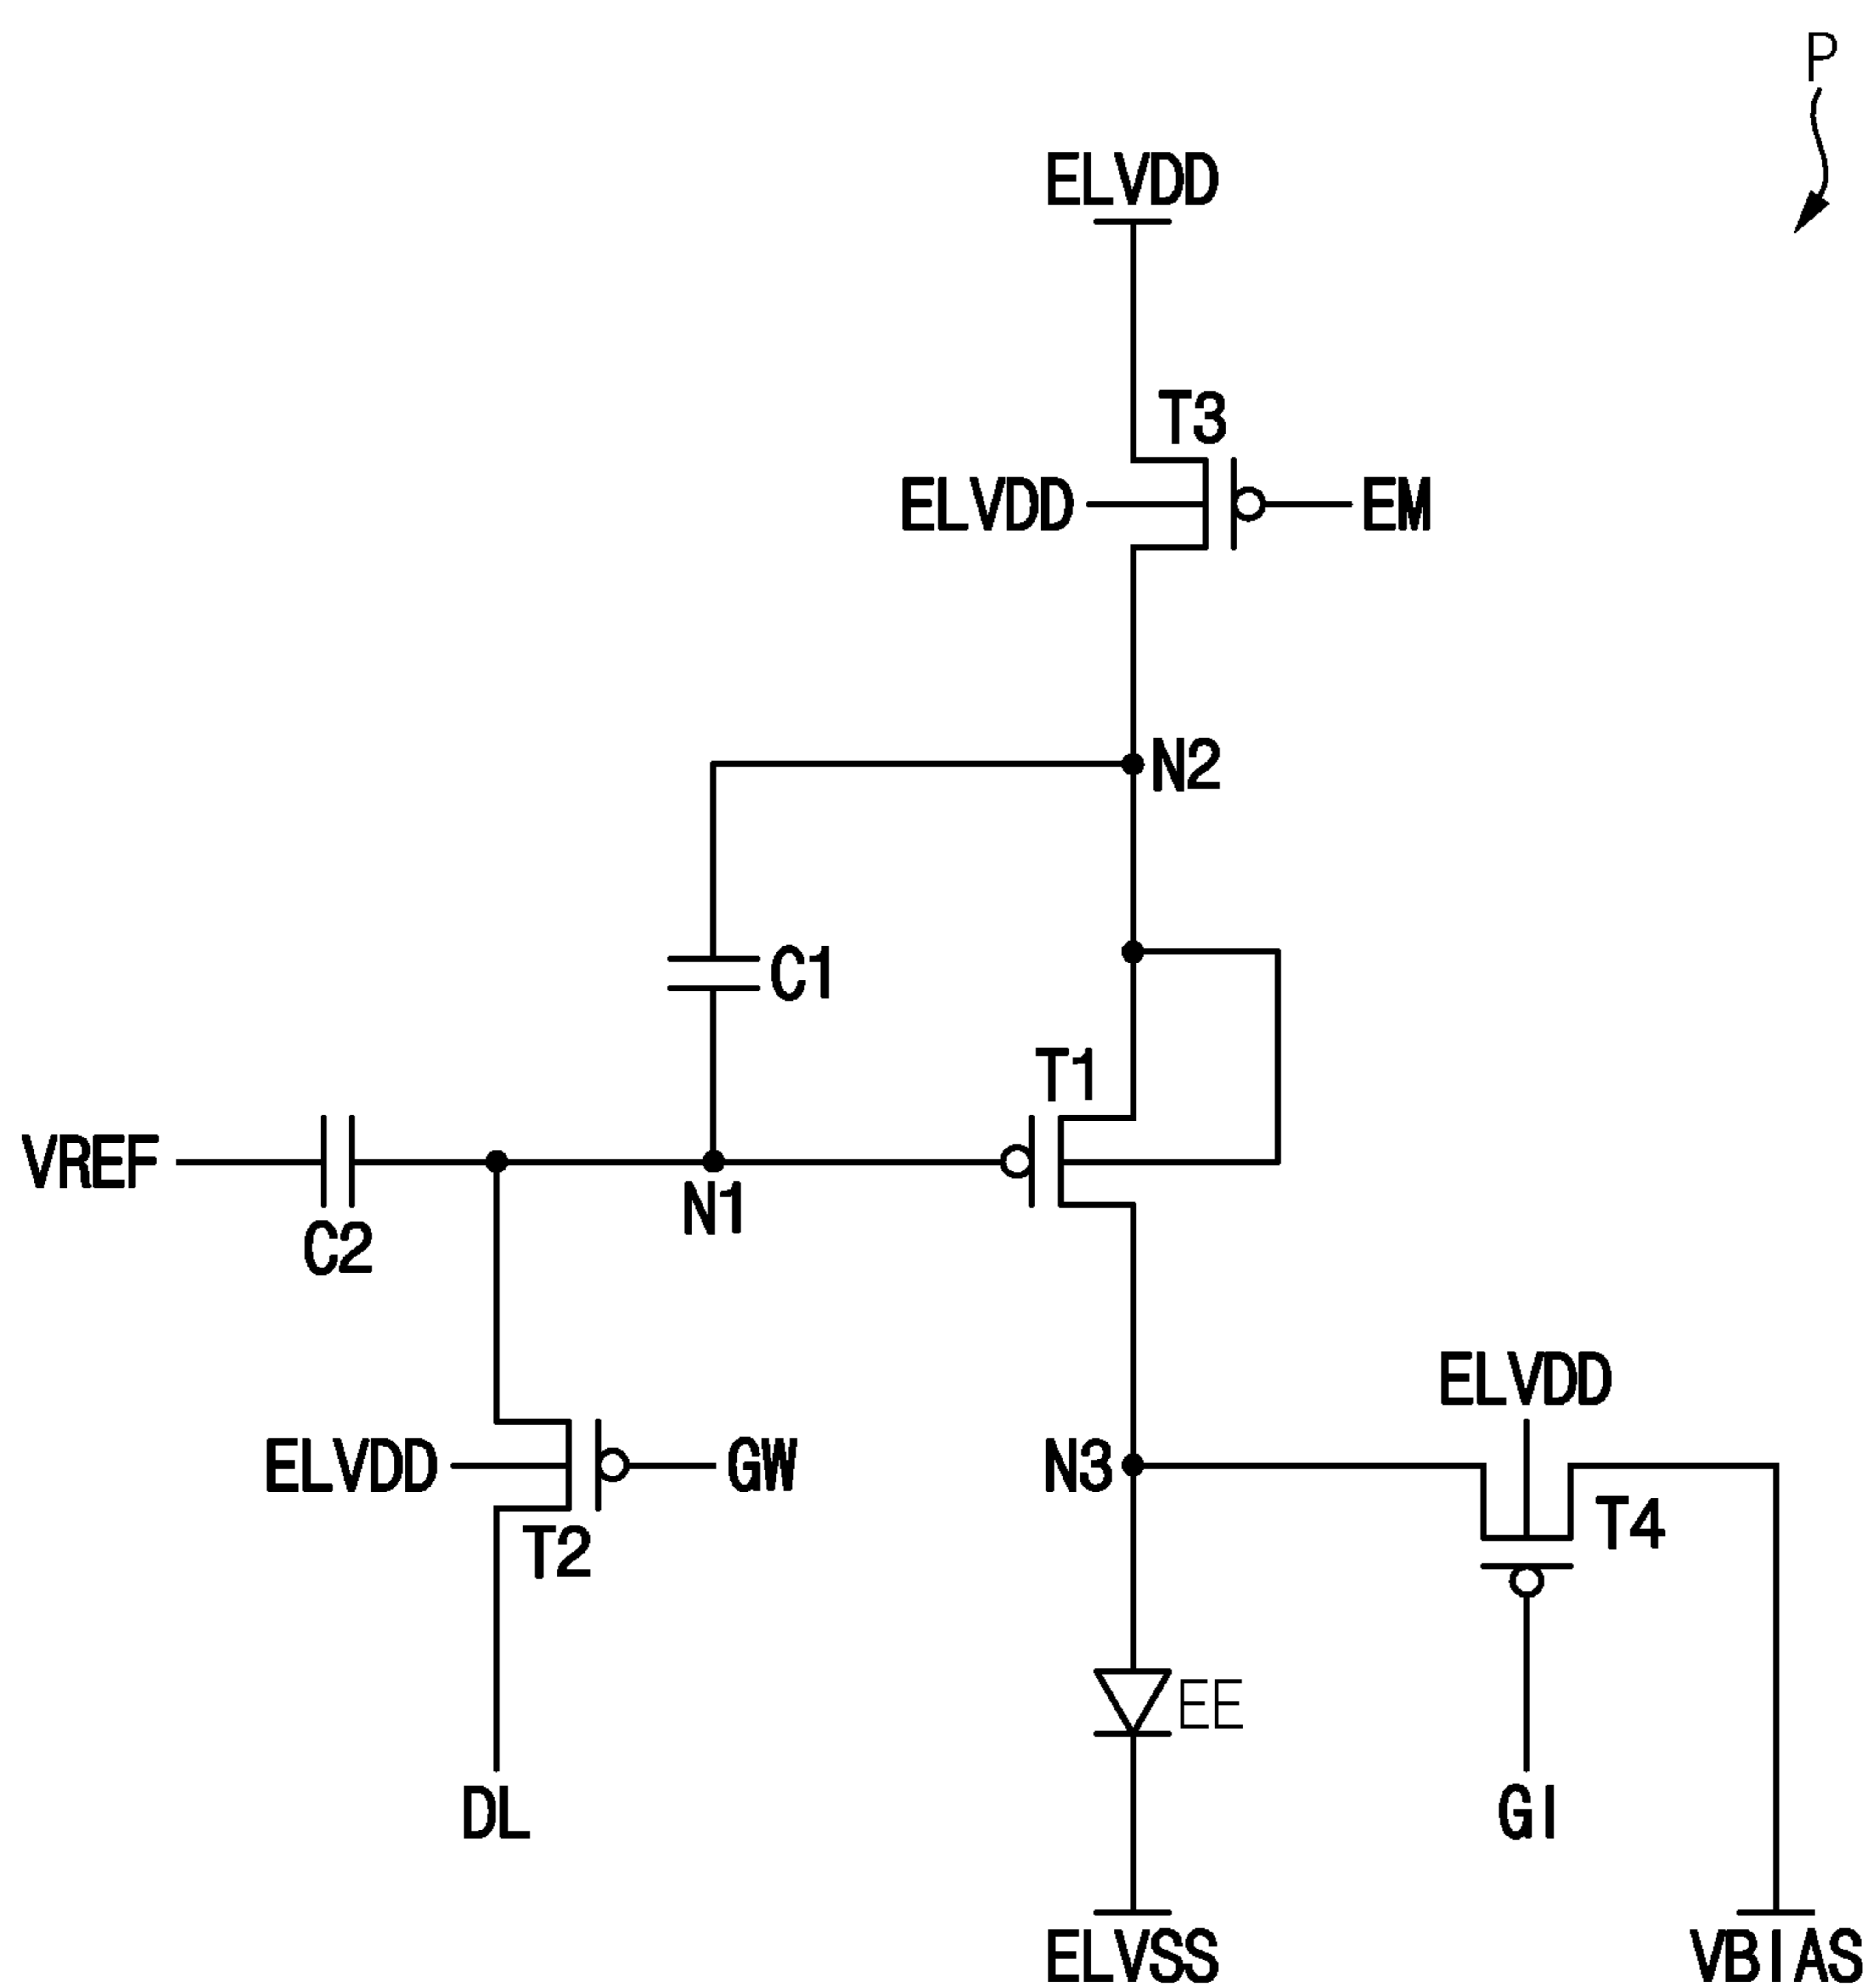 P
ELVDD
T3
ELVDD
EM
N2
C1
T1
VREF
N1
C2
ELVDD
ELVDD
GW
N3
T4
T2
EE
DL
GI
ELVSS
VBIAS